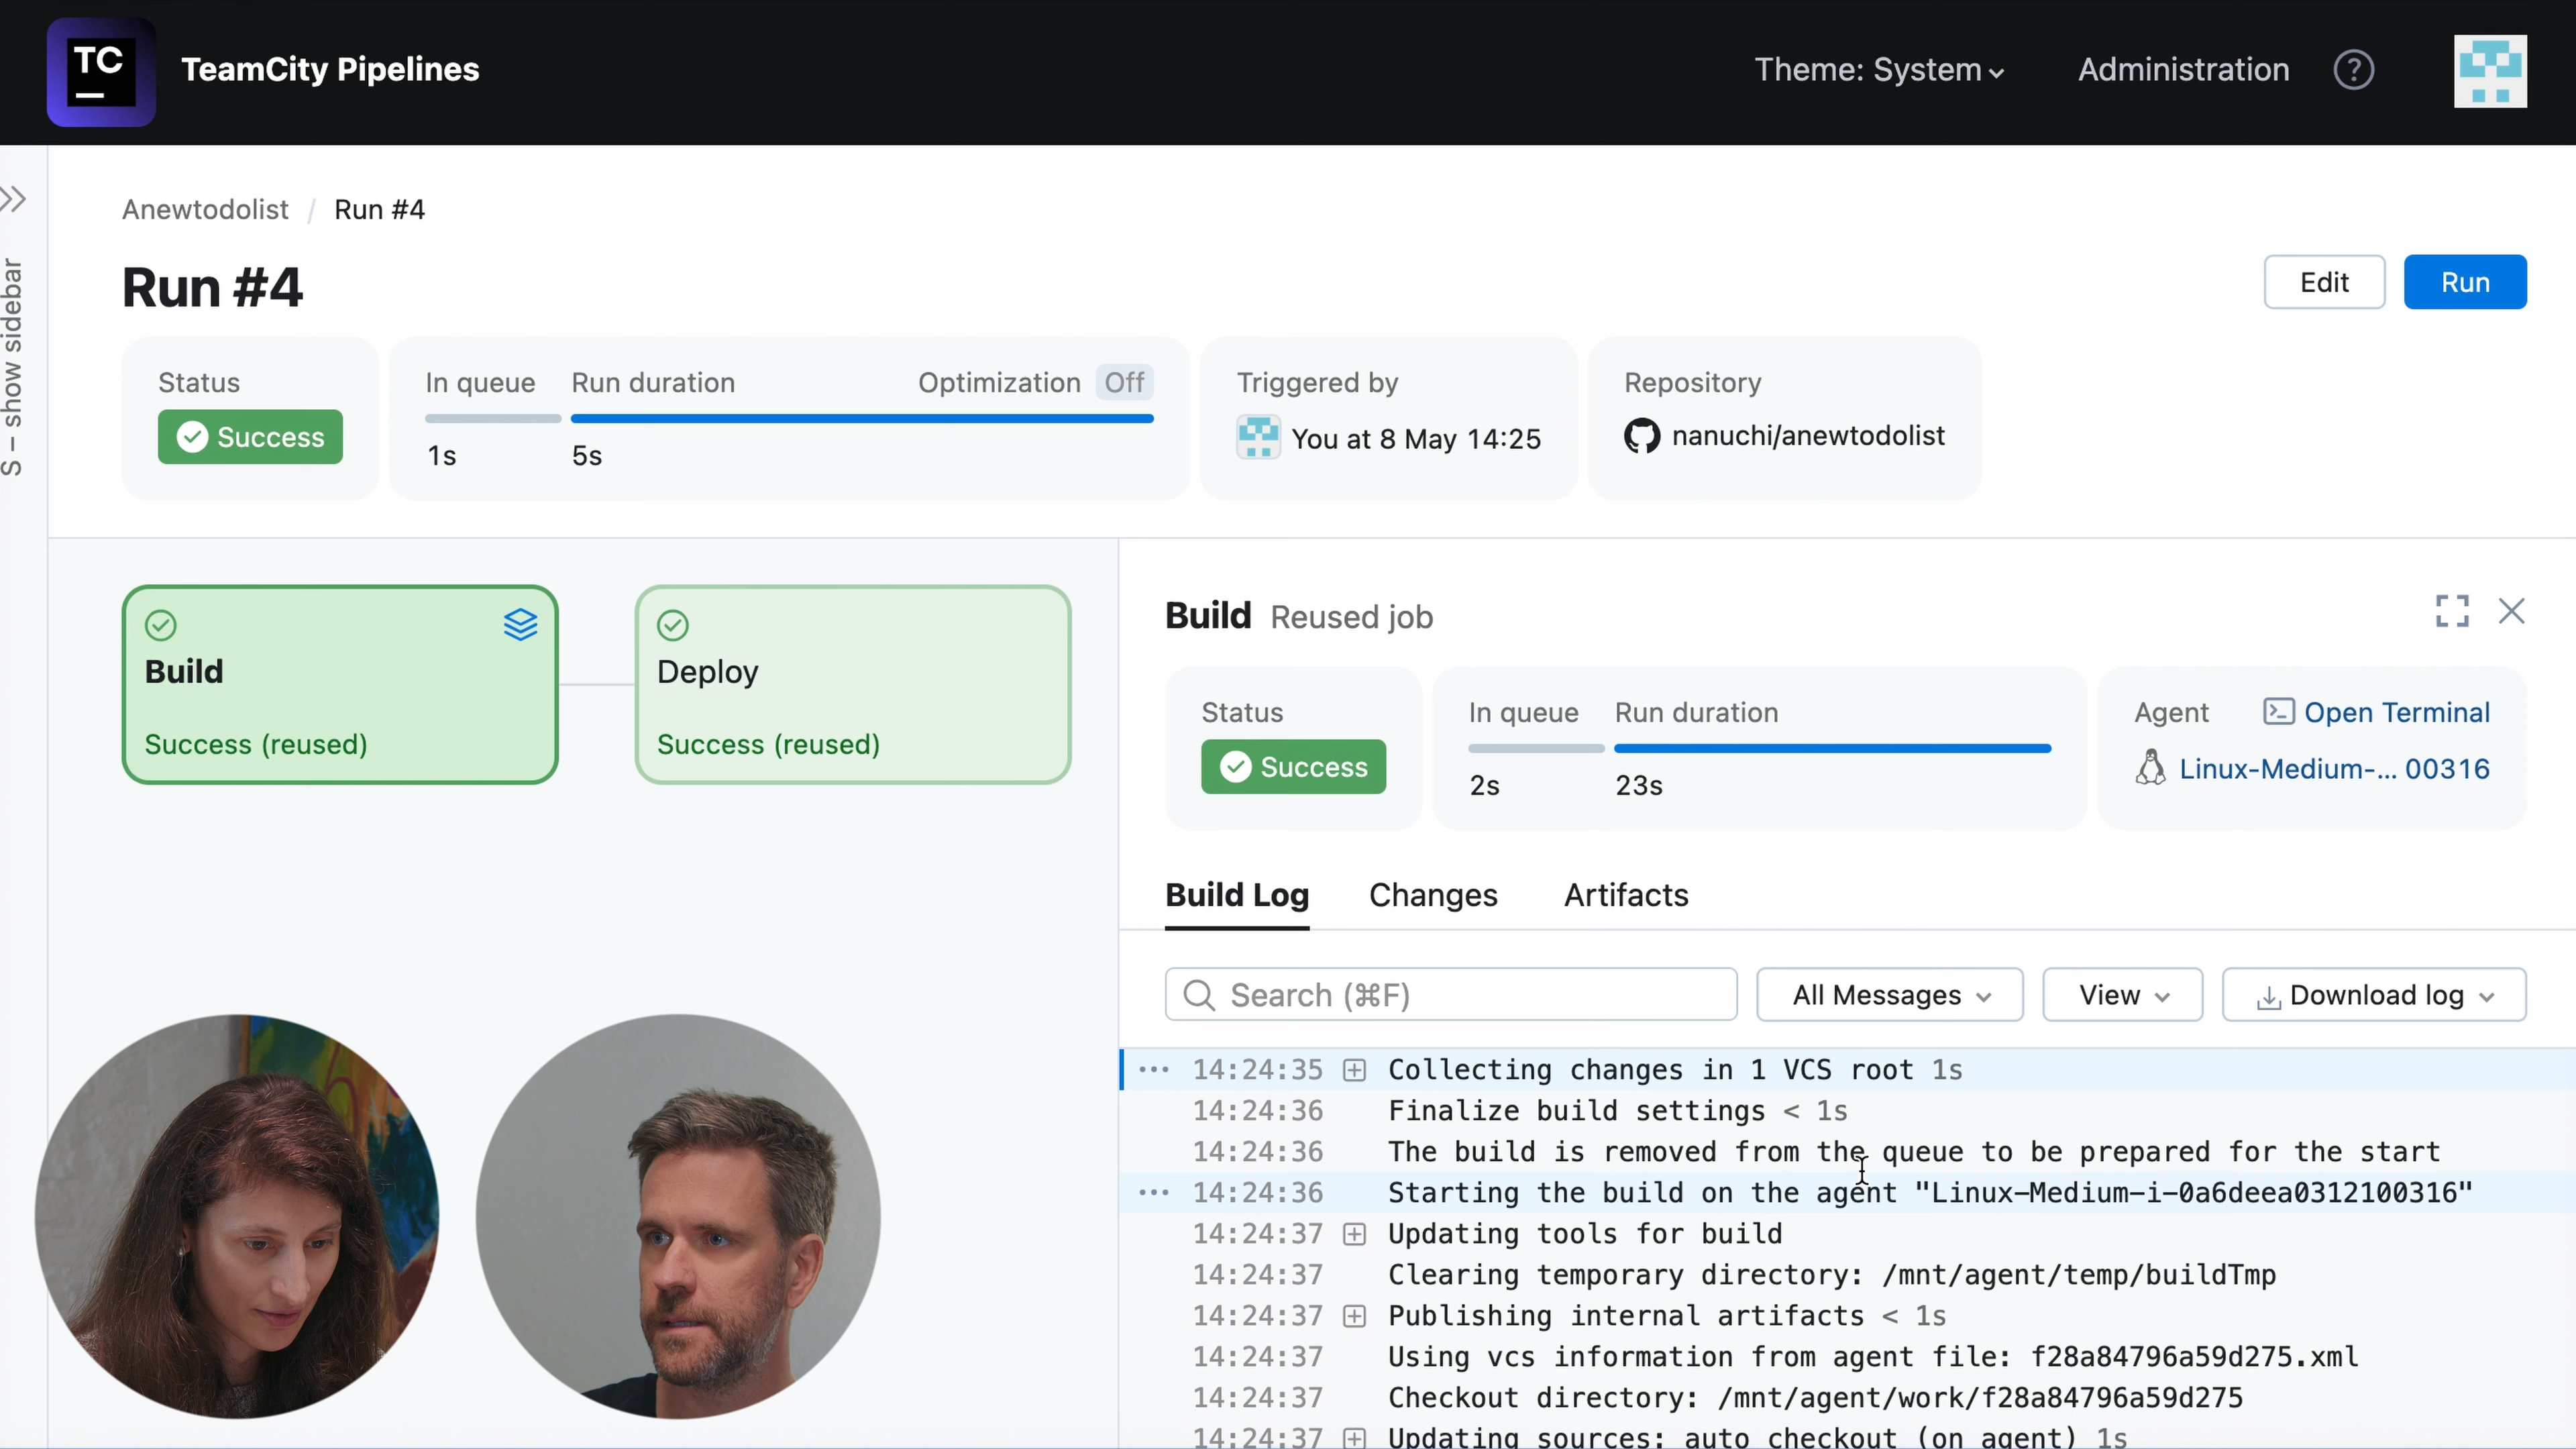 TC
TeamCity Pipelines
Theme: System
Administration
?
S – show sidebar
Anewtodolist / Run #4
Run #4
Edit
Run
Status
Success
In queue
Run duration
Optimization Off
1s
5s
Triggered by
You at 8 May 14:25
Repository
nanuchi/anewtodolist
Build
Success (reused)
Deploy
Success (reused)
Build Reused job
Status
Success
In queue
Run duration
2s
23s
Agent
Open Terminal
Linux-Medium-... 00316
Build Log
Changes
Artifacts
Search (⌘F)
All Messages
View
Download log
14:24:35 Collecting changes in 1 VCS root 1s
14:24:36 Finalize build settings < 1s
14:24:36 The build is removed from the queue to be prepared for the start
14:24:36 Starting the build on the agent "Linux-Medium-i-0a6deea0312100316"
14:24:37 Updating tools for build
14:24:37 Clearing temporary directory: /mnt/agent/temp/buildTmp
14:24:37 Publishing internal artifacts < 1s
14:24:37 Using vcs information from agent file: f28a84796a59d275.xml
14:24:37 Checkout directory: /mnt/agent/work/f28a84796a59d275
14:24:37 Updating sources: auto checkout (on agent) 1s